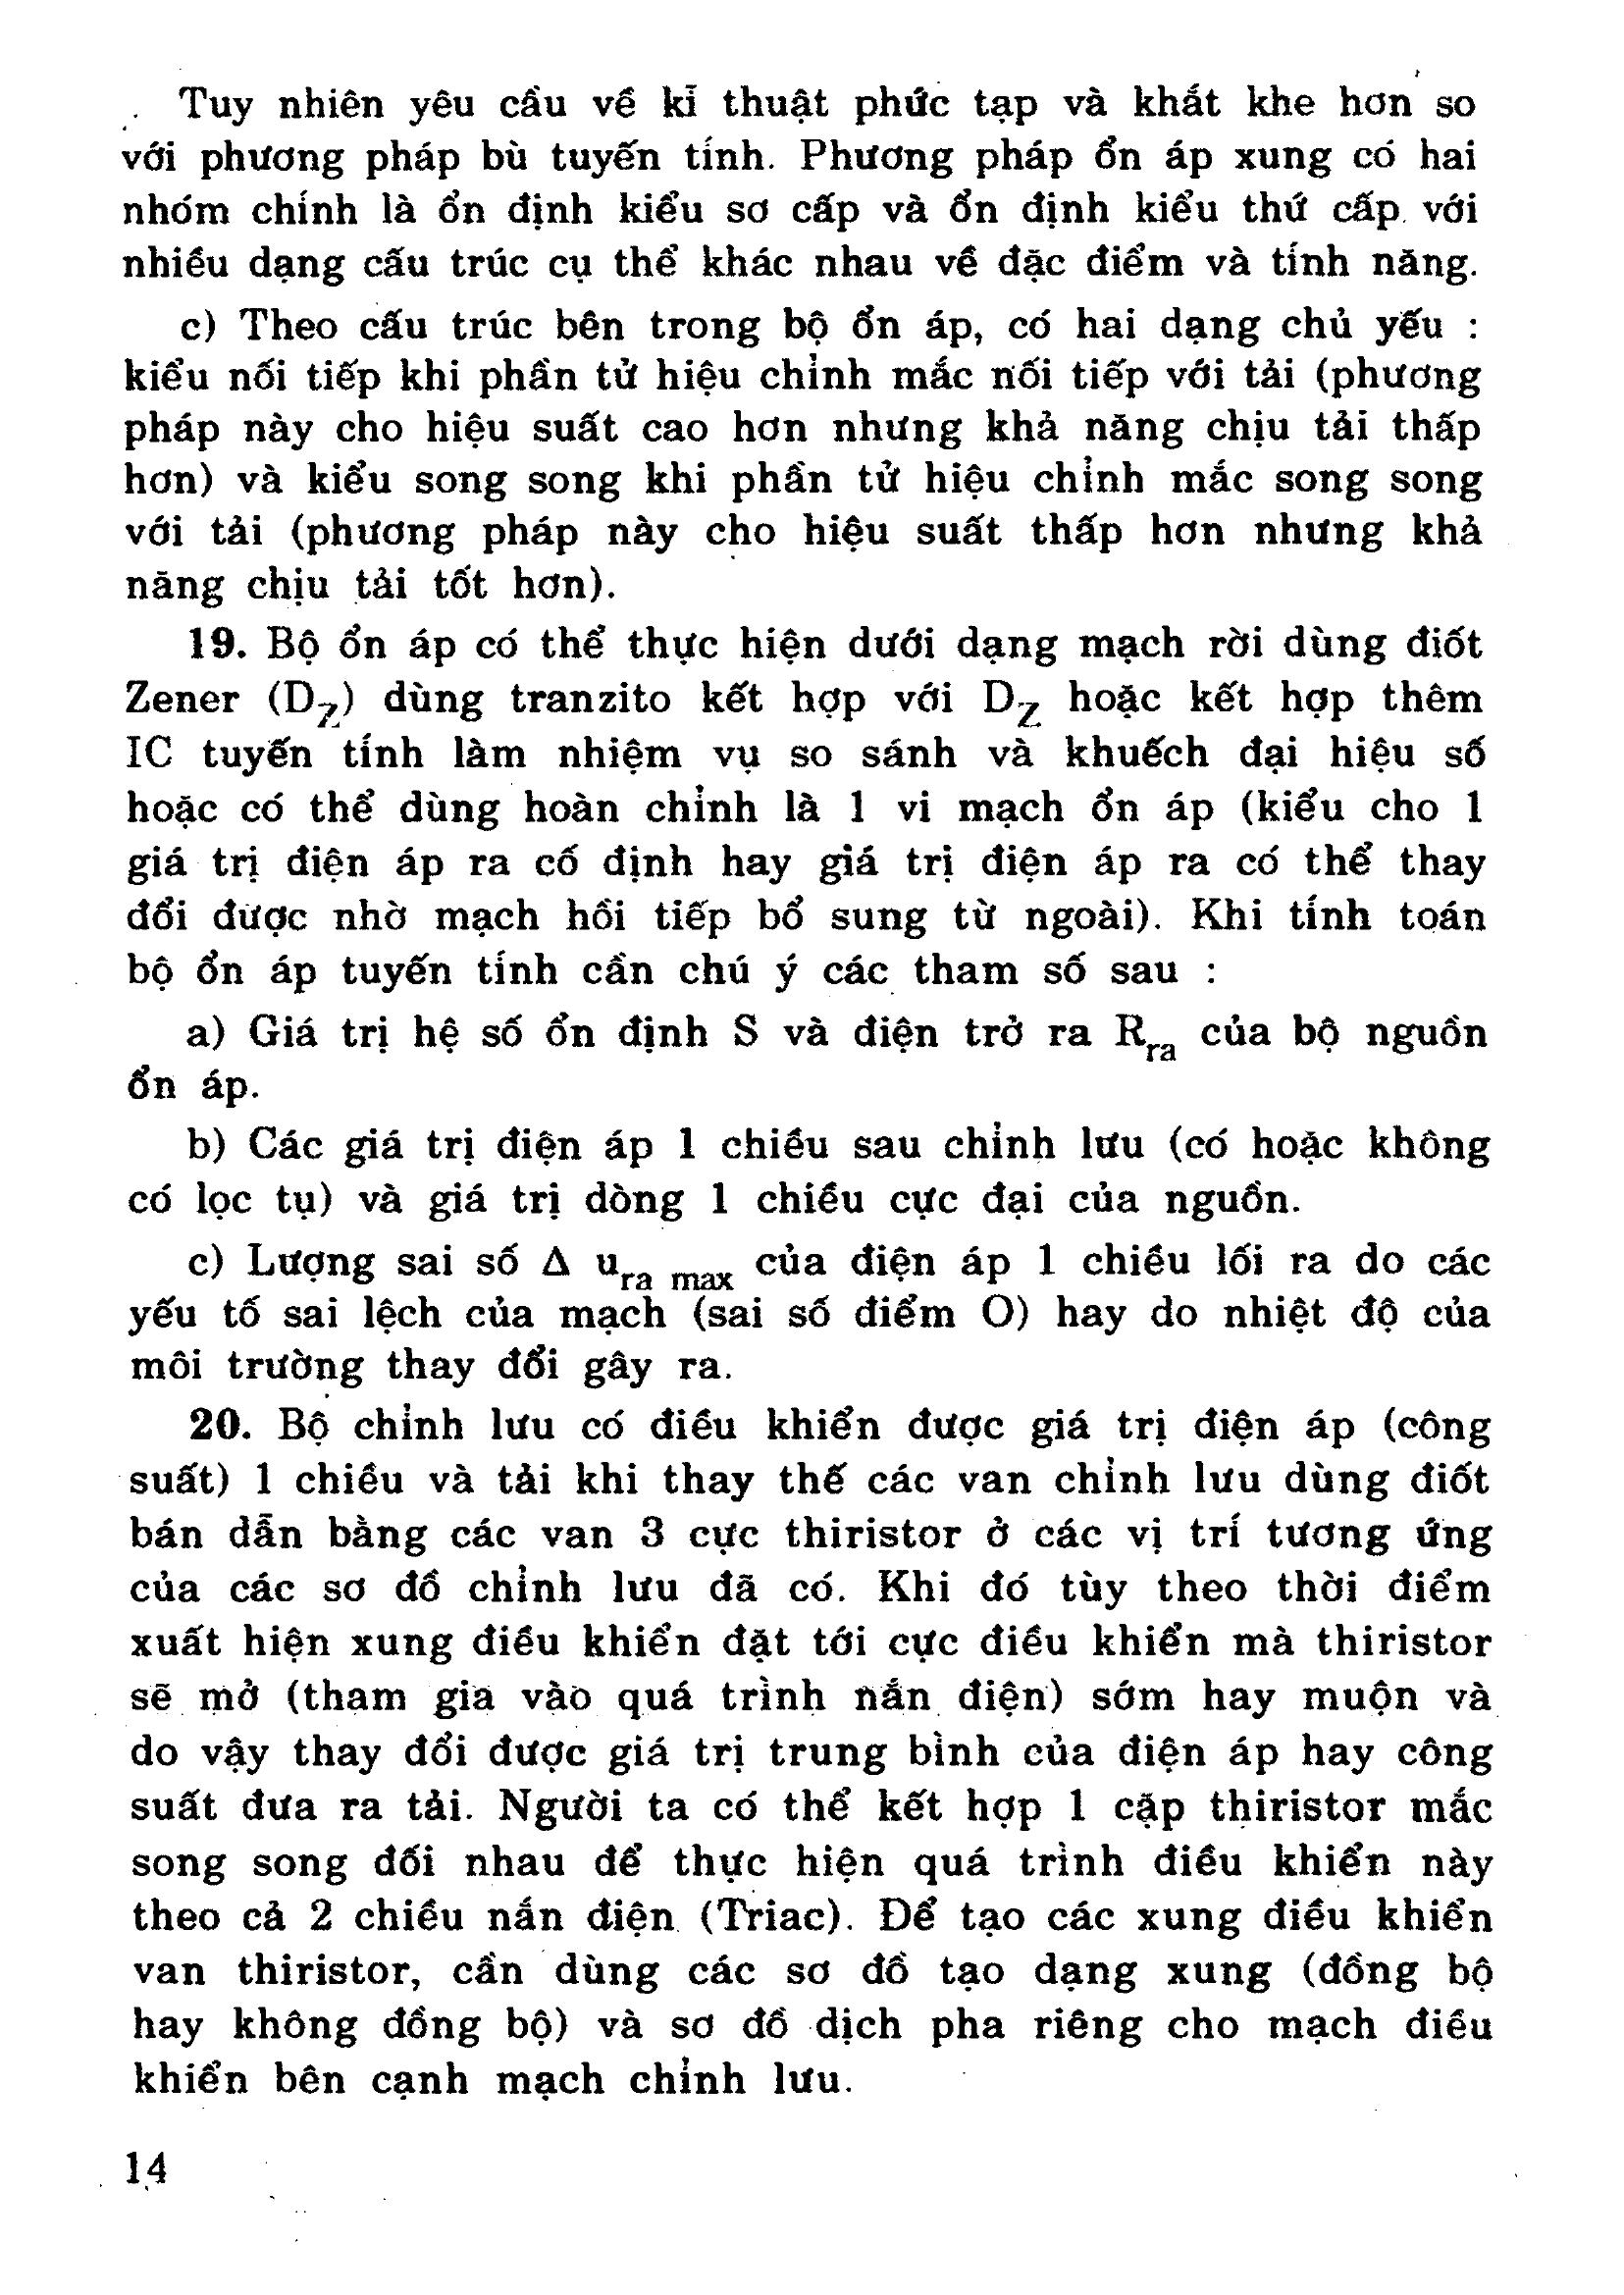 Tuy nhiên yêu cầu về kĩ thuật phức tạp và khắt khe hơn so
với phương pháp bù tuyến tính. Phương pháp ổn áp xung có hai
nhóm chính là ổn định kiểu sơ cấp và ổn định kiểu thứ cấp với
nhiều dạng cấu trúc cụ thể khác nhau về đặc điểm và tính năng.
c) Theo cấu trúc bên trong bộ ổn áp, có hai dạng chủ yếu :
kiểu nối tiếp khi phần tử hiệu chỉnh mắc nối tiếp với tải (phương
pháp này cho hiệu suất cao hơn nhưng khả năng chịu tải thấp
hơn) và kiểu song song khi phần tử hiệu chỉnh mắc song song
với tải (phương pháp này cho hiệu suất thấp hơn nhưng khả
năng chịu tải tốt hơn).
19. Bộ ổn áp có thể thực hiện dưới dạng mạch rời dùng điốt
Zener (D_Z) dùng tranzito kết hợp với D_Z hoặc kết hợp thêm
IC tuyến tính làm nhiệm vụ so sánh và khuếch đại hiệu số
hoặc có thể dùng hoàn chỉnh là 1 vi mạch ổn áp (kiểu cho 1
giá trị điện áp ra cố định hay giá trị điện áp ra có thể thay
đổi được nhờ mạch hồi tiếp bổ sung từ ngoài). Khi tính toán
bộ ổn áp tuyến tính cần chú ý các tham số sau :
a) Giá trị hệ số ổn định S và điện trở ra R_ra của bộ nguồn
ổn áp.
b) Các giá trị điện áp 1 chiều sau chỉnh lưu (có hoặc không
có lọc tụ) và giá trị dòng 1 chiều cực đại của nguồn.
c) Lượng sai số Δ u_ra max của điện áp 1 chiều lối ra do các
yếu tố sai lệch của mạch (sai số điểm O) hay do nhiệt độ của
môi trường thay đổi gây ra.
20. Bộ chỉnh lưu có điều khiển được giá trị điện áp (công
suất) 1 chiều và tải khi thay thế các van chỉnh lưu dùng điốt
bán dẫn bằng các van 3 cực thiristor ở các vị trí tương ứng
của các sơ đồ chỉnh lưu đã có. Khi đó tùy theo thời điểm
xuất hiện xung điều khiển đặt tới cực điều khiển mà thiristor
sẽ mở (tham gia vào quá trình nắn điện) sớm hay muộn và
do vậy thay đổi được giá trị trung bình của điện áp hay công
suất đưa ra tải. Người ta có thể kết hợp 1 cặp thiristor mắc
song song đối nhau để thực hiện quá trình điều khiển này
theo cả 2 chiều nắn điện (Triac). Để tạo các xung điều khiển
van thiristor, cần dùng các sơ đồ tạo dạng xung (đồng bộ
hay không đồng bộ) và sơ đồ dịch pha riêng cho mạch điều
khiển bên cạnh mạch chỉnh lưu.
14